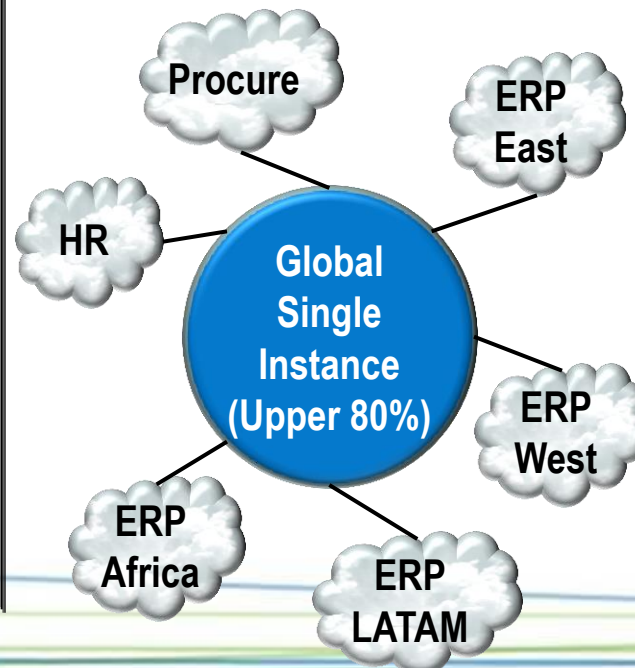 Procure
ERP
East
HR
Global
Single
Instance
(Upper 80%)
ERP
West
ERP
Africa
ERP
LATAM